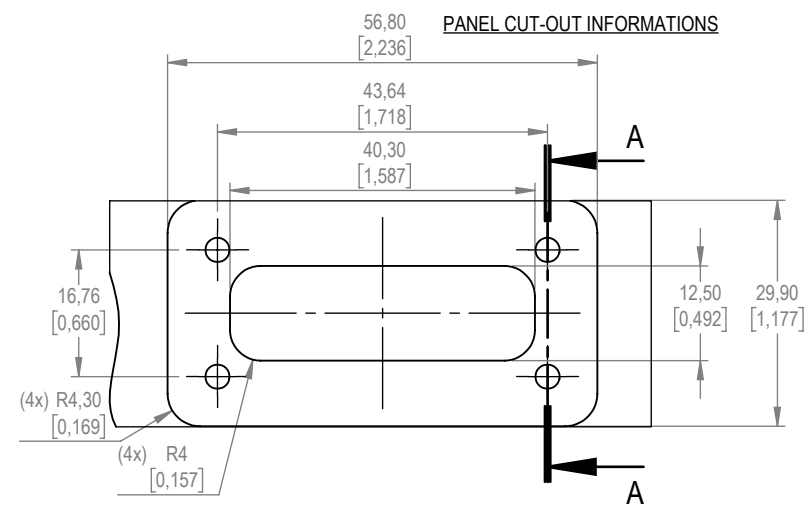 56,80
[2,236]
PANEL CUT-OUT INFORMATIONS
43,64
[1,718]
40,30
[1,587]
A
16,76
[0,660]
12,50
[0,492]
29,90
[1,177]
(4x) R4,30
[0,169]
(4x) R4
[0,157]
A